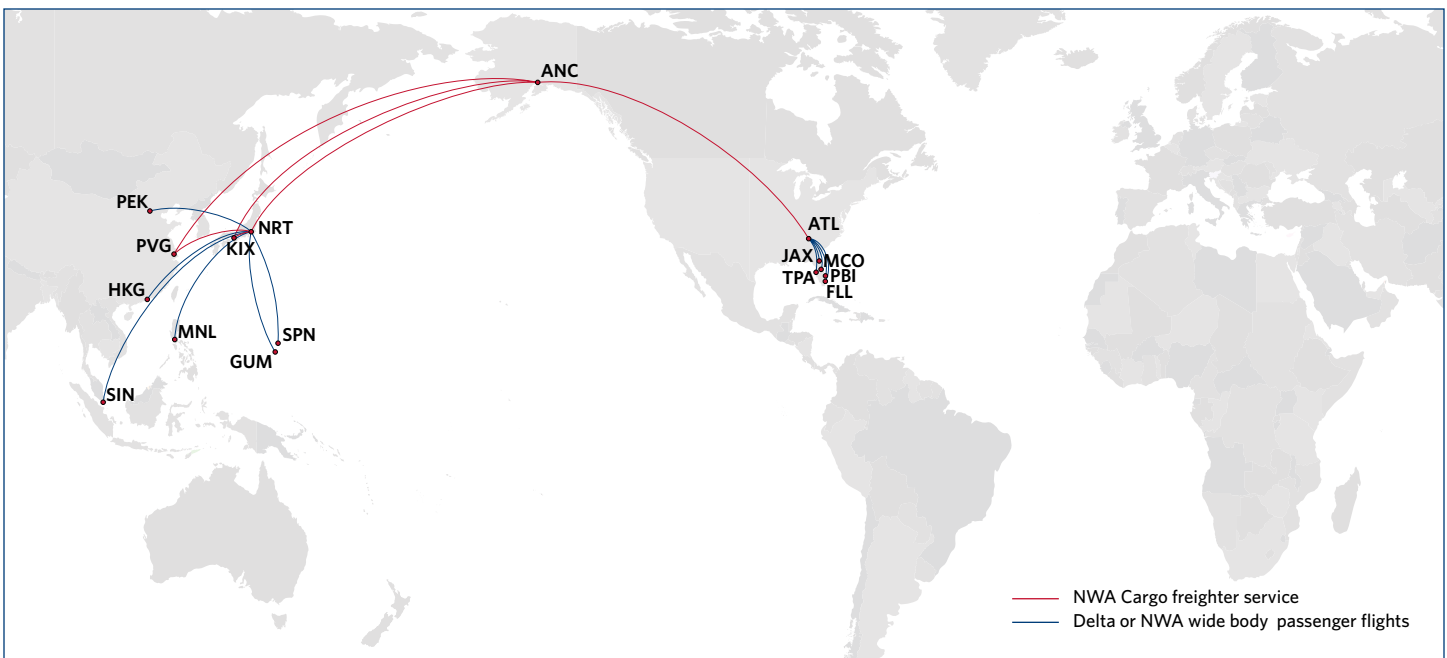 ANC
PEK
NRT
PVG
KIX
HKG
MNL
SPN
GUM
SIN
ATL
JAX
MCO
TPA
PBI
FLL
NWA Cargo freighter service
Delta or NWA wide body passenger flights